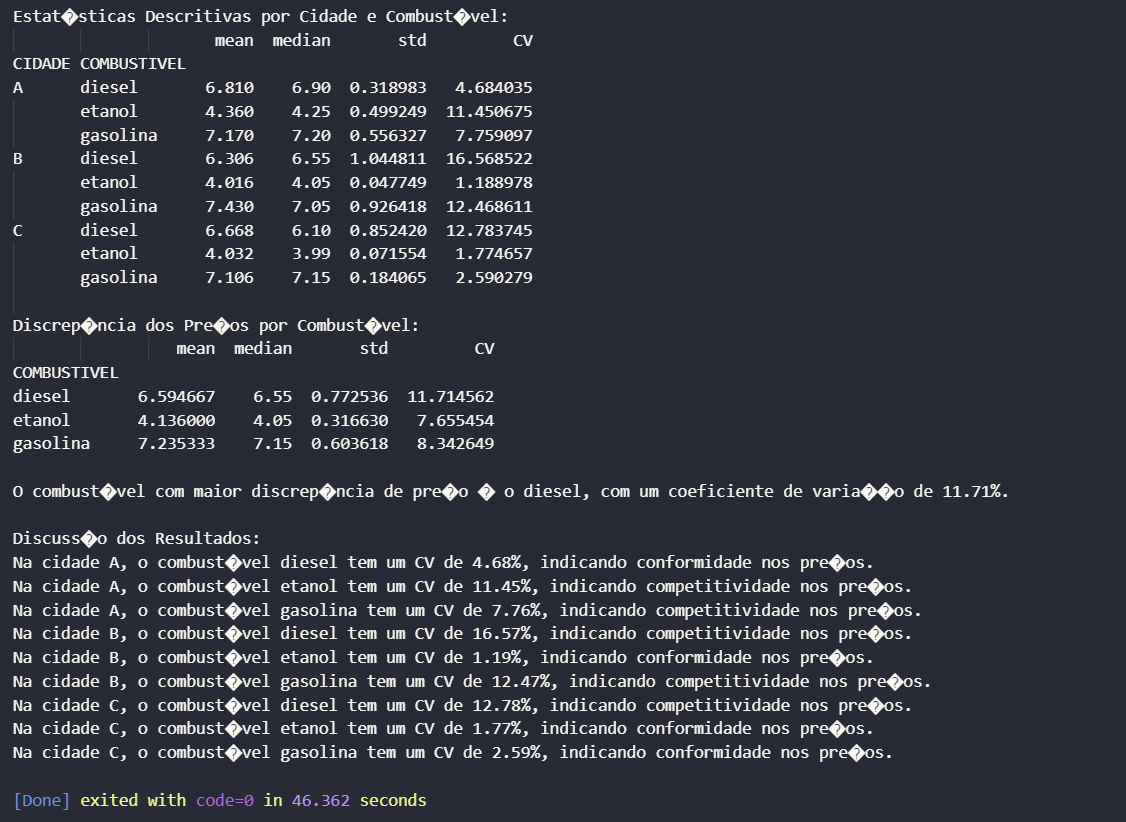 Estat�sticas Descritivas por Cidade e Combust�vel:
mean median std CV
CIDADE COMBUSTIVEL
A diesel 6.810 6.90 0.318983 4.684035
etanol 4.360 4.25 0.499249 11.450675
gasolina 7.170 7.20 0.556327 7.759097
B diesel 6.306 6.55 1.044811 16.568522
etanol 4.016 4.05 0.047749 1.188978
gasolina 7.430 7.05 0.926418 12.468611
C diesel 6.668 6.10 0.852420 12.783745
etanol 4.032 3.99 0.071554 1.774657
gasolina 7.106 7.15 0.184065 2.590279
Discrep�ncia dos Pre�os por Combust�vel:
mean median std CV
COMBUSTIVEL
diesel 6.594667 6.55 0.772536 11.714562
etanol 4.136000 4.05 0.316630 7.655454
gasolina 7.235333 7.15 0.603618 8.342649
O combust�vel com maior discrep�ncia de pre�o � o diesel, com um coeficiente de varia��o de 11.71%.
Discuss�o dos Resultados:
Na cidade A, o combust�vel diesel tem um CV de 4.68%, indicando conformidade nos pre�os.
Na cidade A, o combust�vel etanol tem um CV de 11.45%, indicando competitividade nos pre�os.
Na cidade A, o combust�vel gasolina tem um CV de 7.76%, indicando competitividade nos pre�os.
Na cidade B, o combust�vel diesel tem um CV de 16.57%, indicando competitividade nos pre�os.
Na cidade B, o combust�vel etanol tem um CV de 1.19%, indicando conformidade nos pre�os.
Na cidade B, o combust�vel gasolina tem um CV de 12.47%, indicando competitividade nos pre�os.
Na cidade C, o combust�vel diesel tem um CV de 12.78%, indicando competitividade nos pre�os.
Na cidade C, o combust�vel etanol tem um CV de 1.77%, indicando conformidade nos pre�os.
Na cidade C, o combust�vel gasolina tem um CV de 2.59%, indicando conformidade nos pre�os.
[Done] exited with code=0 in 46.362 seconds